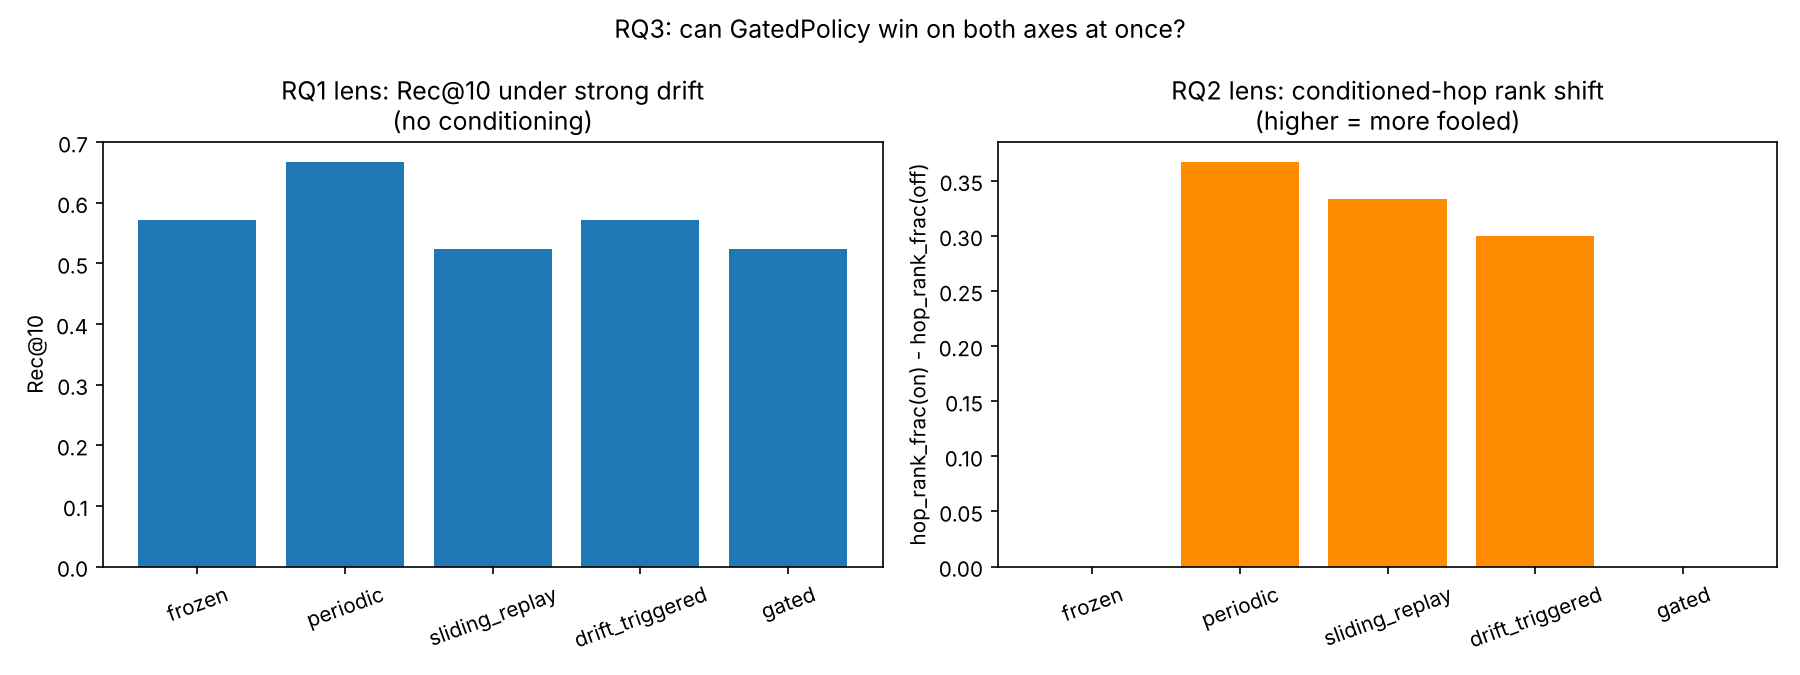 RQ3: can GatedPolicy win on both axes at once?
RQ1 lens: Rec@10 under strong drift
(no conditioning)
Rec@10
0.7
0.6
0.5
0.4
0.3
0.2
0.1
0.0
frozen
periodic
sliding_replay
drift_triggered
gated
RQ2 lens: conditioned-hop rank shift
(higher = more fooled)
hop_rank_frac(on) - hop_rank_frac(off)
0.35
0.30
0.25
0.20
0.15
0.10
0.05
0.00
frozen
periodic
sliding_replay
drift_triggered
gated